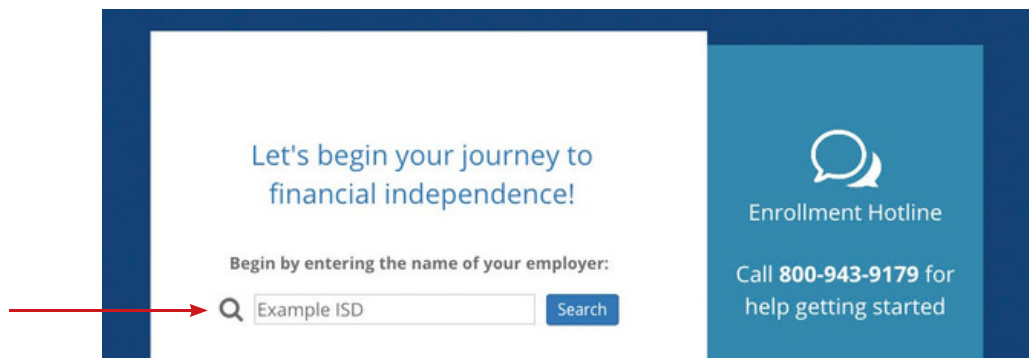 Let's begin your journey to
financial independence!
Begin by entering the name of your employer:
Example ISD
Search
Enrollment Hotline
Call 800-943-9179 for
help getting started